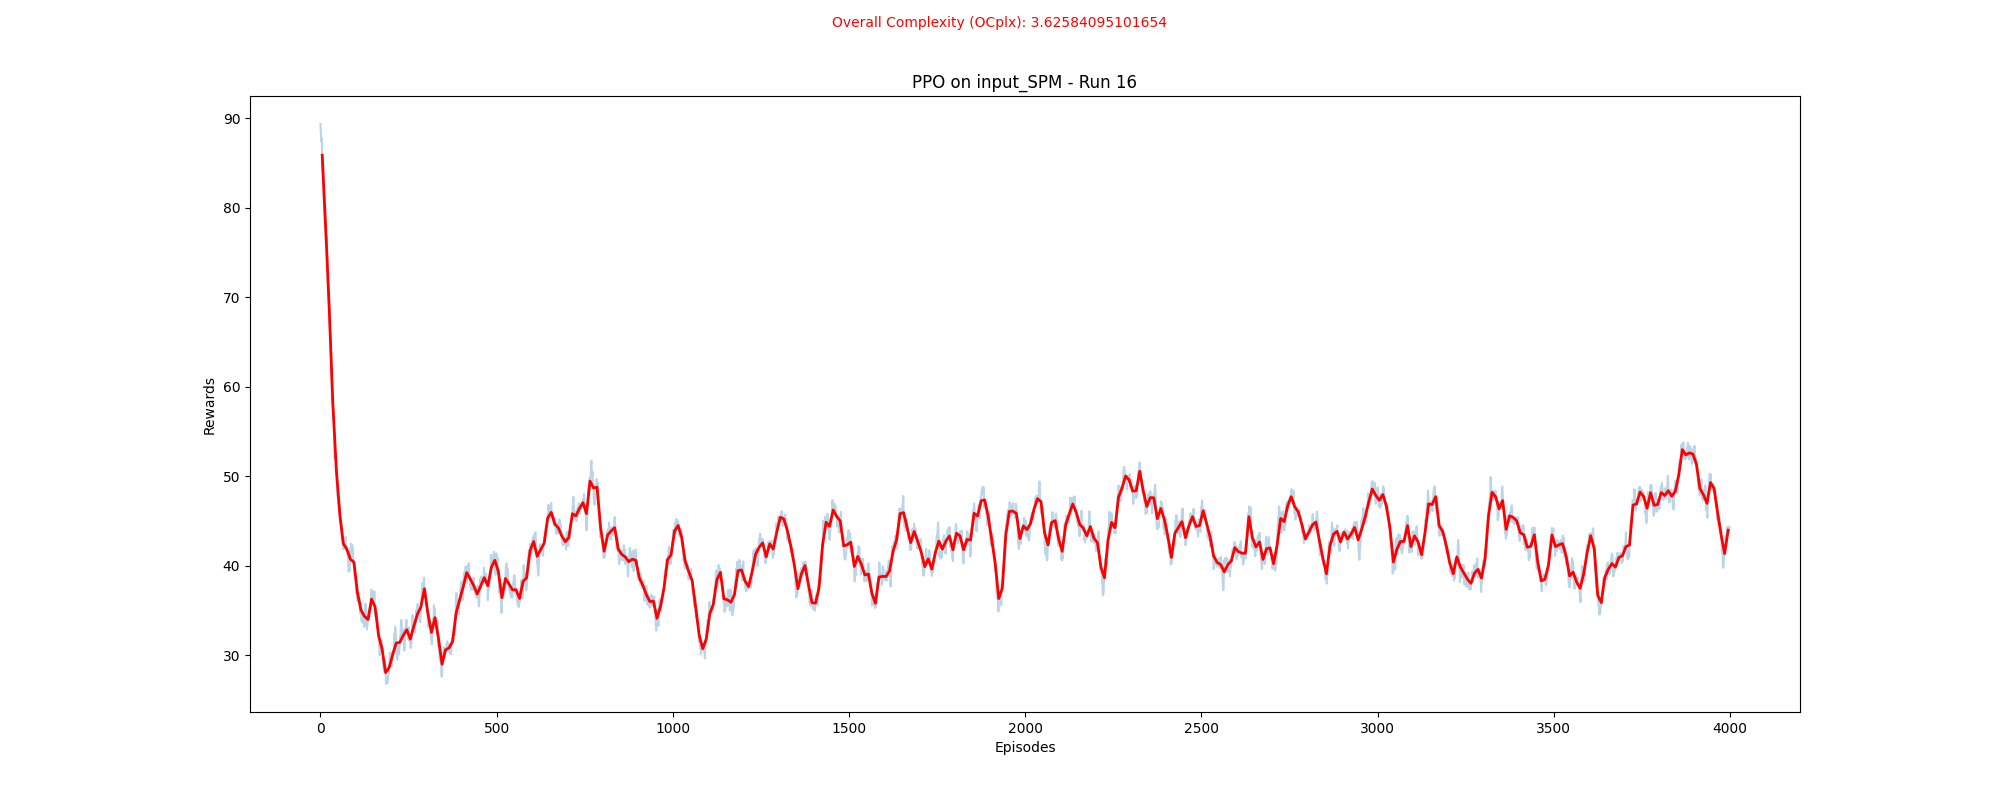 Overall Complexity (OCplx): 3.62584095101654
PPO on input_SPM - Run 16
90
80
70
60
50
40
30
Rewards
0 500 1000 1500 2000 2500 3000 3500 4000
Episodes